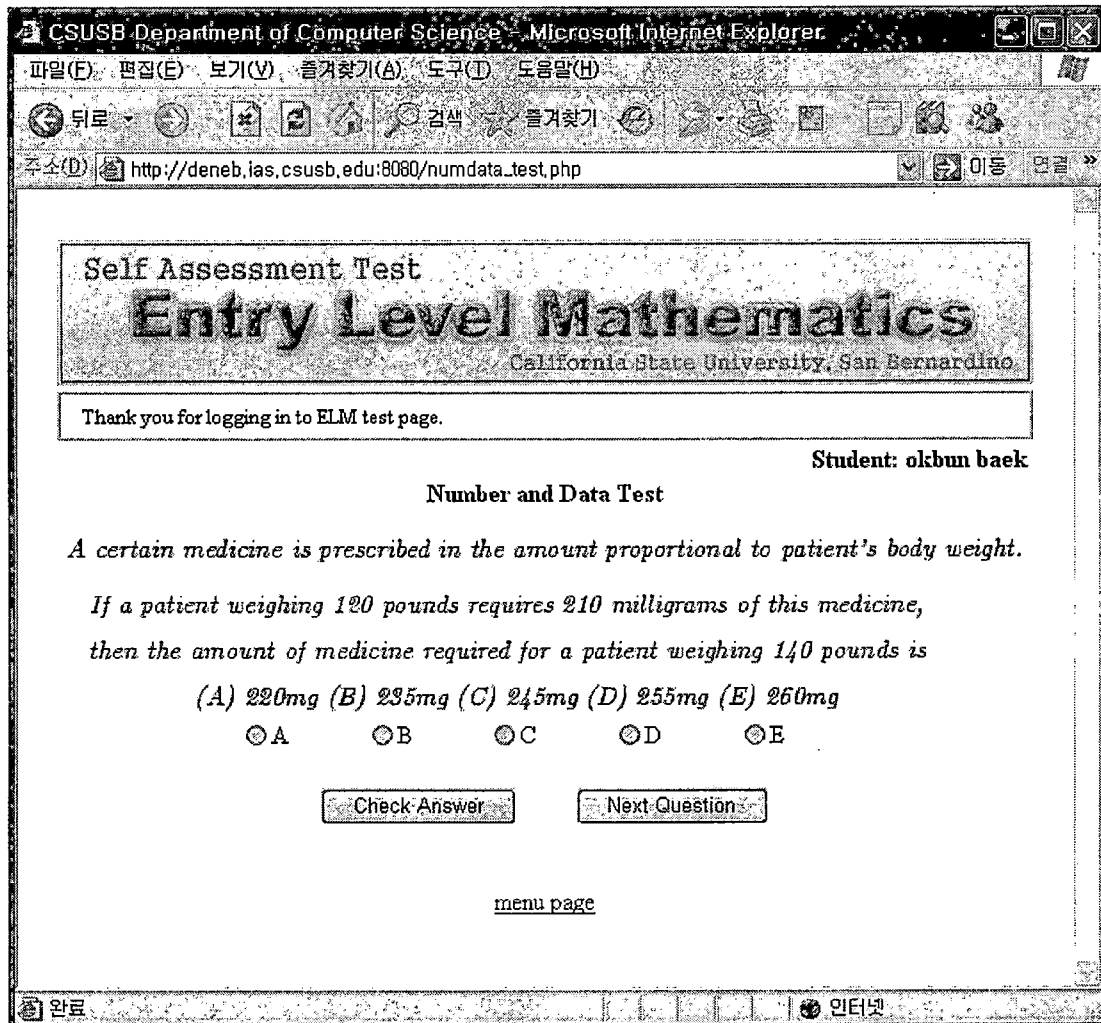 CSUSB Department of Computer Science - Microsoft Internet Explorer
파일(F) 편집(E) 보기(V) 즐겨찾기(A) 도구(T) 도움말(H)
뒤로 검색 즐겨찾기
주소(D) http://deneb.ias.csusb.edu:8080/numdata_test.php 이동 연결 »
Self Assessment Test
Entry Level Mathematics
California State University, San Bernardino
Thank you for logging in to ELM test page.
Student: okbun baek
Number and Data Test
A certain medicine is prescribed in the amount proportional to patient's body weight.
If a patient weighing 120 pounds requires 210 milligrams of this medicine,
then the amount of medicine required for a patient weighing 140 pounds is
(A) 220mg (B) 235mg (C) 245mg (D) 255mg (E) 260mg
A B C D E
Check Answer Next Question
menu page
완료 인터넷